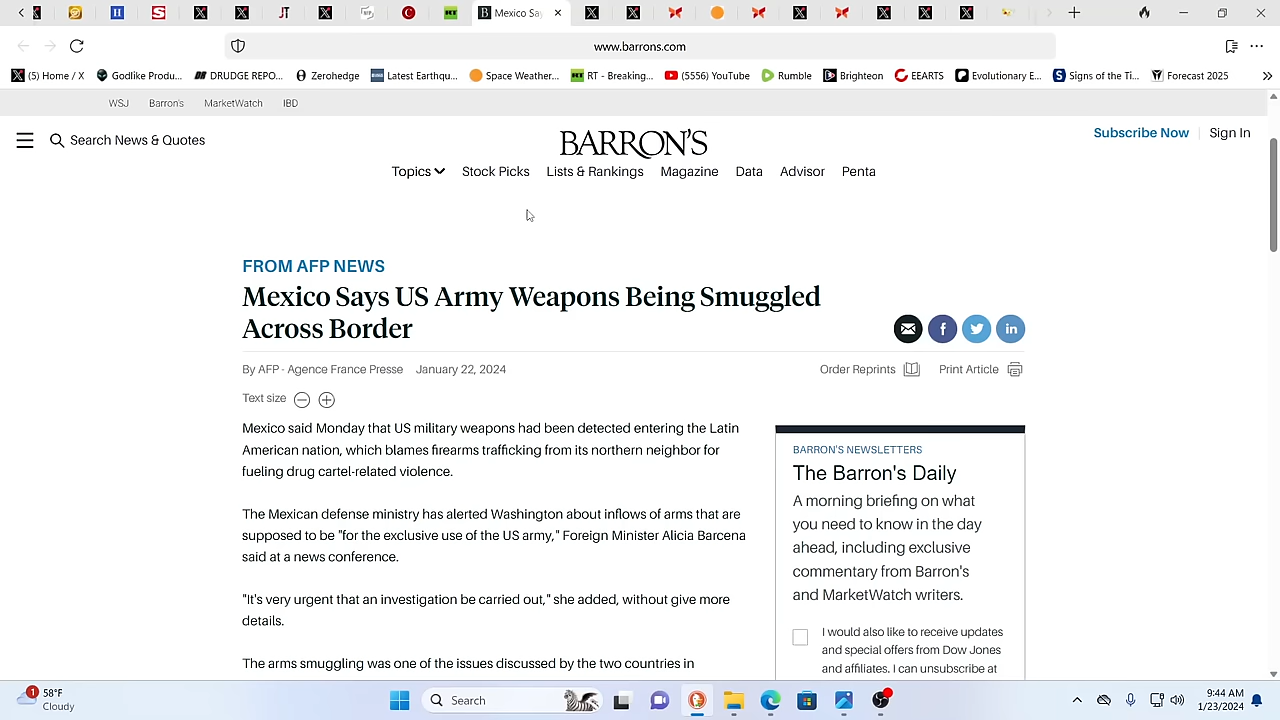 Mexico Say
www.barrons.com
(5) Home / X
Godlike Produ...
DRUDGE REPO...
Zerohedge
Latest Earthqu...
Space Weather...
RT - Breaking...
(5556) YouTube
Rumble
Brighteon
EEARTS
Evolutionary E...
Signs of the Ti...
Forecast 2025
WSJ
Barron's
MarketWatch
IBD
Search News & Quotes
BARRON'S
Subscribe Now
Sign In
Topics
Stock Picks
Lists & Rankings
Magazine
Data
Advisor
Penta
FROM AFP NEWS
Mexico Says US Army Weapons Being Smuggled
Across Border
By AFP - Agence France Presse
January 22, 2024
Order Reprints
Print Article
Text size
Mexico said Monday that US military weapons had been detected entering the Latin
American nation, which blames firearms trafficking from its northern neighbor for
fueling drug cartel-related violence.
The Mexican defense ministry has alerted Washington about inflows of arms that are
supposed to be "for the exclusive use of the US army," Foreign Minister Alicia Barcena
said at a news conference.
"It's very urgent that an investigation be carried out," she added, without give more
details.
The arms smuggling was one of the issues discussed by the two countries in
BARRON'S NEWSLETTERS
The Barron's Daily
A morning briefing on what
you need to know in the day
ahead, including exclusive
commentary from Barron's
and MarketWatch writers.
I would also like to receive updates
and special offers from Dow Jones
and affiliates. I can unsubscribe at
1
58°F
Cloudy
Search
9:44 AM
1/23/2024